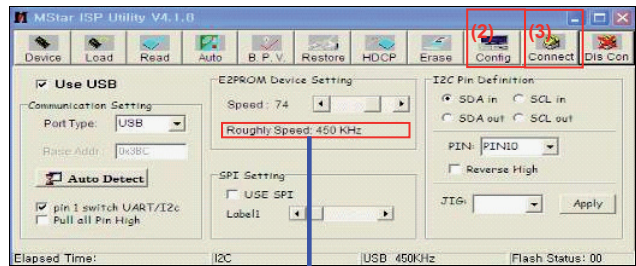 MStar ISP Utility V4.1.0
(2) (3)
Device Load Read Auto B. P. V. Restore HDCP Erase Config Connect Dis Con
Use USB
Communication Setting
Port Type: USB
Raise Addr: 0x38C
Auto Detect
pin 1 switch UART/I2c
Pull all Pin High
E2PROM Device Setting
Speed: 74
Roughly Speed: 450 KHz
SPI Setting
USE SPI
Label1
I2C Pin Definition
SDA in SCL in
SDA out SCL out
PIN: PIN10
Reverse High
JIG: Apply
Elapsed Time: I2C USB 450KHz Flash Status: 00